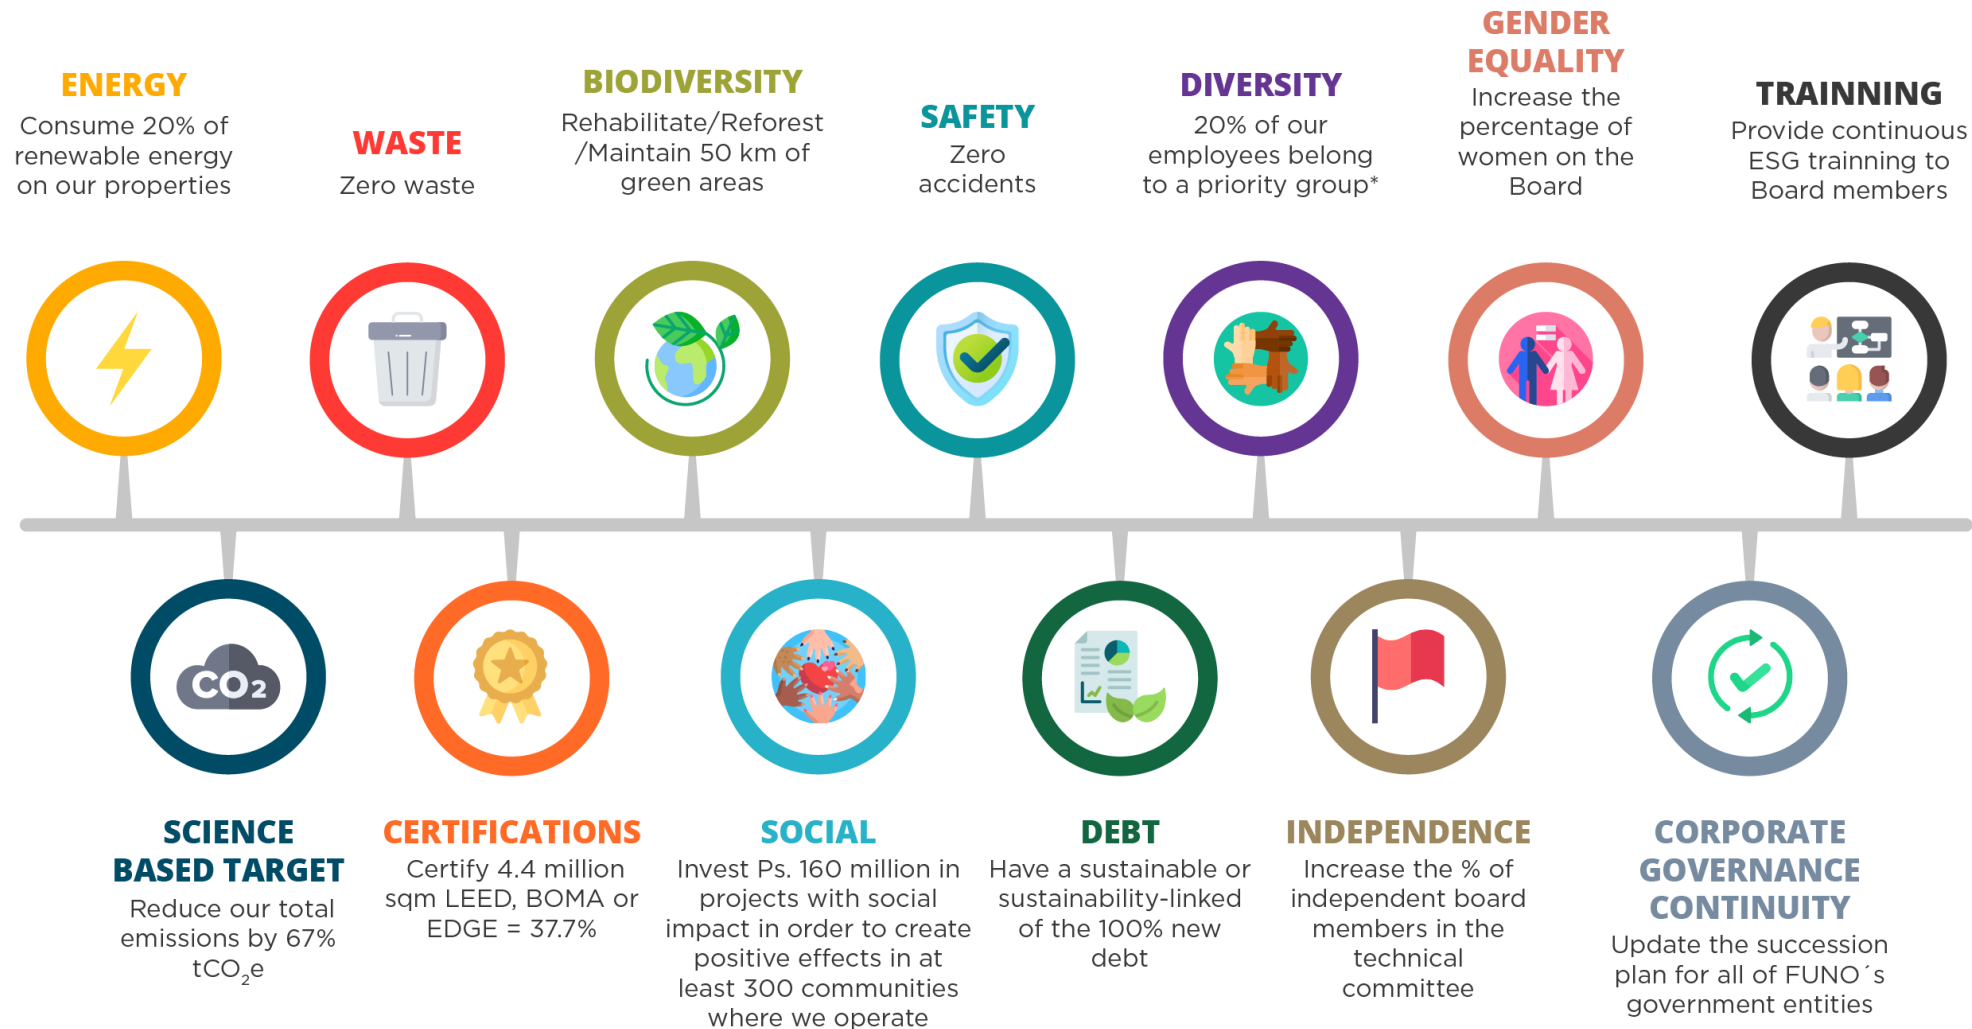 ENERGY
Consume 20% of
renewable energy
on our properties
WASTE
Zero waste
BIODIVERSITY
Rehabilitate/Reforest
/Maintain 50 km of
green areas
SAFETY
Zero
accidents
DIVERSITY
20% of our
employees belong
to a priority group*
GENDER
EQUALITY
Increase the
percentage of
women on the
Board
TRAINNING
Provide continuous
ESG trainning to
Board members
CO2
SCIENCE
BASED TARGET
Reduce our total
emissions by 67%
tCO₂e
CERTIFICATIONS
Certify 4.4 million
sqm LEED, BOMA or
EDGE = 37.7%
SOCIAL
Invest Ps. 160 million in
projects with social
impact in order to create
positive effects in at
least 300 communities
where we operate
DEBT
Have a sustainable or
sustainability-linked
of the 100% new
debt
INDEPENDENCE
Increase the % of
independent board
members in the
technical
committee
CORPORATE
GOVERNANCE
CONTINUITY
Update the succession
plan for all of FUNO´s
government entities